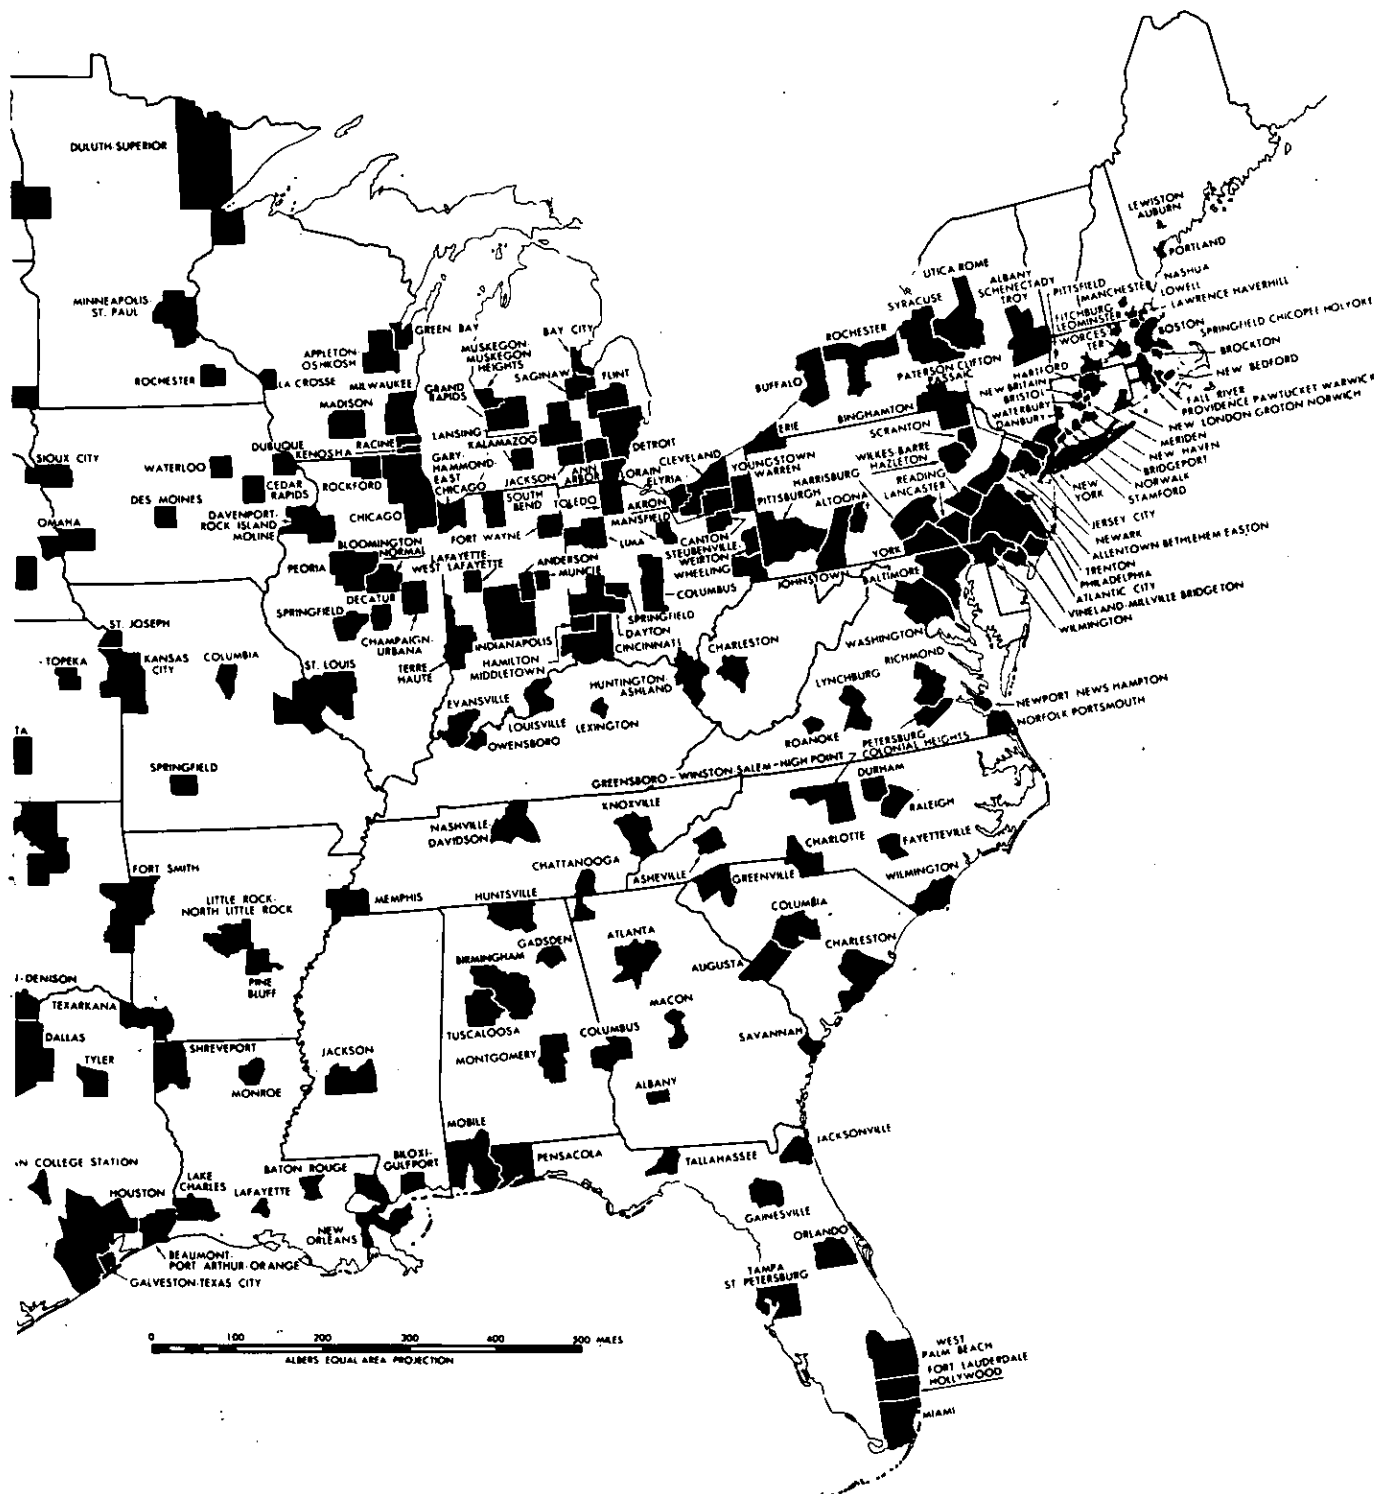 DULUTH-SUPERIOR
MINNEAPOLIS-
ST. PAUL
ROCHESTER
LA CROSSE
APPLETON
OSHKOSH
GREEN BAY
MILWAUKEE
MADISON
RACINE
KENOSHA
DUBUQUE
SIOUX CITY
WATERLOO
CEDAR
RAPIDS
DES MOINES
OMAHA
DAVENPORT-
ROCK ISLAND
MOLINE
ROCKFORD
CHICAGO
GARY-
HAMMOND-
EAST
CHICAGO
MUSKEGON-
MUSKEGON
HEIGHTS
GRAND
RAPIDS
BAY CITY
SAGINAW
FLINT
LANSING
KALAMAZOO
JACKSON
ANN
ARBOR
DETROIT
SOUTH
BEND
TOLEDO
FORT WAYNE
LIMA
MANSFIELD
AKRON
LORAIN
ELYRIA
CLEVELAND
YOUNGSTOWN
WARREN
CANTON
STEUBENVILLE
WEIRTON
WHEELING
PITTSBURGH
ERIE
BUFFALO
ROCHESTER
SYRACUSE
UTICA ROME
ALBANY
SCHENECTADY
TROY
BINGHAMTON
SCRANTON
WILKES BARRE
HAZLETON
HARRISBURG
READING
LANCASTER
ALTOONA
JOHNSTOWN
YORK
BALTIMORE
WASHINGTON
PATERSON CLIFTON
PASSAIC
LEWISTON
AUBURN
PORTLAND
PITTSFIELD
MANCHESTER
NASHUA
LOWELL
LAWRENCE HAVERHILL
FITCHBURG
LEOMINSTER
WORCES
TER
BOSTON
SPRINGFIELD CHICOPEE HOLYOKE
BROCKTON
NEW BEDFORD
FALL RIVER
PROVIDENCE PAWTUCKET WARWICK
NEW LONDON GROTON NORWICH
HARTFORD
NEW BRITAIN
BRISTOL
WATERBURY
DANBURY
MERIDEN
NEW HAVEN
BRIDGEPORT
NORWALK
STAMFORD
NEW
YORK
JERSEY CITY
NEWARK
ALLENTOWN BETHLEHEM EASTON
TRENTON
PHILADELPHIA
ATLANTIC CITY
VINELAND-MILLVILLE BRIDGETON
WILMINGTON
PEORIA
BLOOMINGTON
NORMAL
LAFAYETTE-
WEST LAFAYETTE
ANDERSON
MUNCIE
DECATUR
SPRINGFIELD
CHAMPAIGN-
URBANA
TERRE
HAUTE
INDIANAPOLIS
HAMILTON
MIDDLETOWN
COLUMBUS
SPRINGFIELD
DAYTON
CINCINNATI
ST. JOSEPH
TOPEKA
KANSAS
CITY
COLUMBIA
ST. LOUIS
SPRINGFIELD
EVANSVILLE
LOUISVILLE
OWENSBORO
LEXINGTON
HUNTINGTON-
ASHLAND
CHARLESTON
LYNCHBURG
ROANOKE
RICHMOND
PETERSBURG
COLONIAL HEIGHTS
NEWPORT NEWS HAMPTON
NORFOLK PORTSMOUTH
TA
GREENSBORO - WINSTON SALEM - HIGH POINT
DURHAM
RALEIGH
FAYETTEVILLE
CHARLOTTE
WILMINGTON
ASHEVILLE
GREENVILLE
KNOXVILLE
NASHVILLE-
DAVIDSON
CHATTANOOGA
MEMPHIS
HUNTSVILLE
FORT SMITH
LITTLE ROCK-
NORTH LITTLE ROCK
PINE
BLUFF
COLUMBIA
CHARLESTON
AUGUSTA
ATLANTA
GADSDEN
BIRMINGHAM
TUSCALOOSA
MONTGOMERY
COLUMBUS
MACON
SAVANNAH
ALBANY
-DENISON
TEXARKANA
DALLAS
TYLER
SHREVEPORT
MONROE
JACKSON
MOBILE
BILOXI-
GULFPORT
PENSACOLA
TALLAHASSEE
JACKSONVILLE
GAINESVILLE
ORLANDO
TAMPA
ST PETERSBURG
WEST
PALM BEACH
FORT LAUDERDALE
HOLLYWOOD
MIAMI
N COLLEGE STATION
HOUSTON
LAKE
CHARLES
LAFAYETTE
BATON ROUGE
NEW
ORLEANS
BEAUMONT-
PORT ARTHUR-ORANGE
GALVESTON-TEXAS CITY
0 100 200 300 400 500 MILES
ALBERS EQUAL AREA PROJECTION